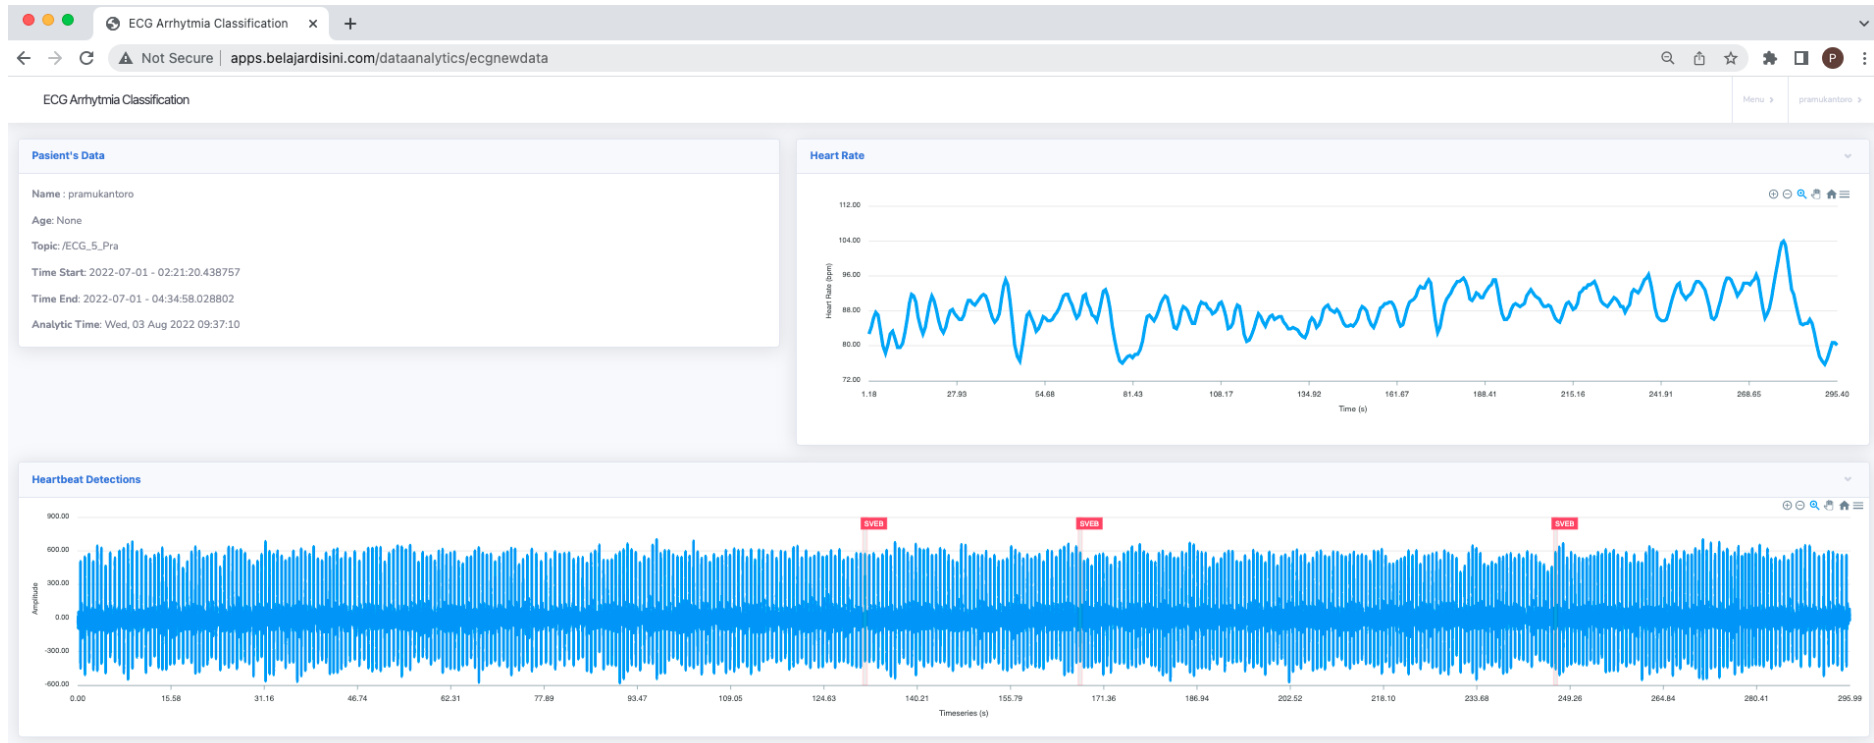 ECG Arrhytmia Classification
Not Secure | apps.belajardisini.com/dataanalytics/ecgnewdata
P
ECG Arrhytmia Classification
Menu
pramukantoro
Pasient's Data
Name : pramukantoro
Age: None
Topic: /ECG_5_Pra
Time Start: 2022-07-01 - 02:21:20.438757
Time End: 2022-07-01 - 04:34:58.028802
Analytic Time: Wed, 03 Aug 2022 09:37:10
Heart Rate
112.00
104.00
96.00
88.00
80.00
72.00
Heart Rate (bpm)
1.18 27.93 54.68 81.43 108.17 134.92 161.67 188.41 215.16 241.91 268.65 295.40
Time (s)
Heartbeat Detections
900.00
600.00
300.00
0.00
-300.00
-600.00
Amplitude
SVEB SVEB SVEB
0.00 15.58 31.16 46.74 62.31 77.89 93.47 109.05 124.63 140.21 155.79 171.36 186.94 202.52 218.10 233.68 249.26 264.84 280.41 295.99
Timeseries (s)